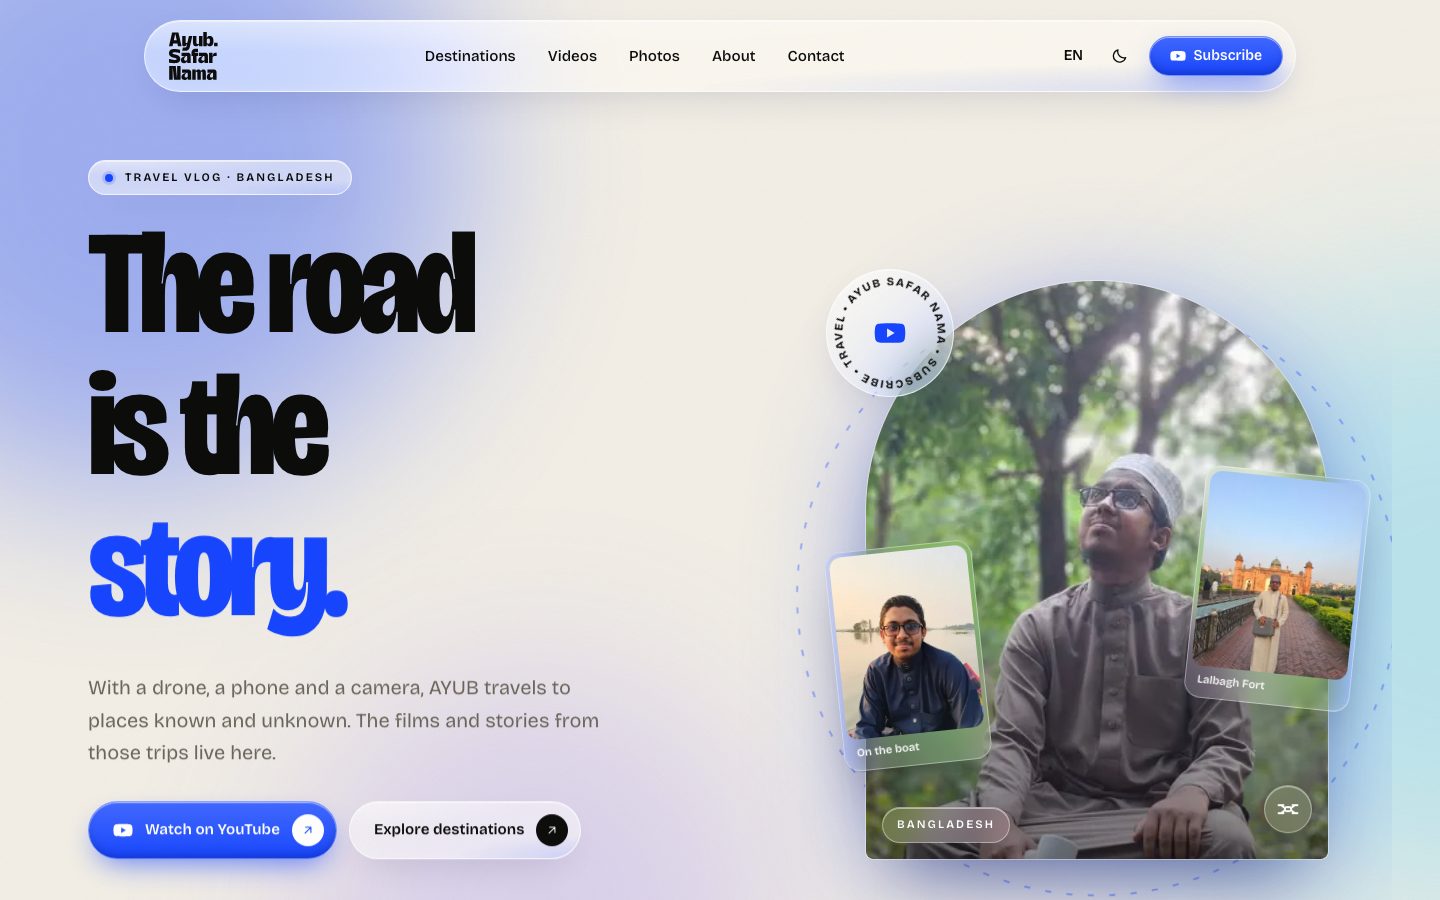 Ayub.
Safar
Nama
Destinations
Videos
Photos
About
Contact
EN
Subscribe
TRAVEL VLOG · BANGLADESH
The road
is the
story.
With a drone, a phone and a camera, AYUB travels to
places known and unknown. The films and stories from
those trips live here.
Watch on YouTube
Explore destinations
AYUB SAFAR NAMA • SUBSCRIBE • TRAVEL •
Lalbagh Fort
On the boat
BANGLADESH